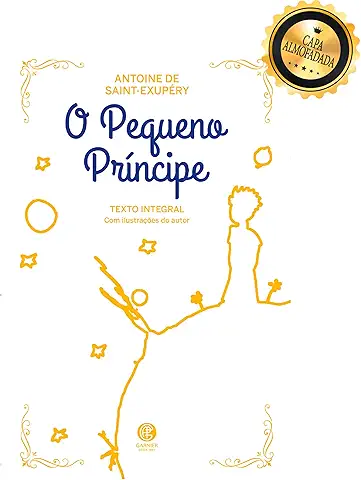 CAPA
ALMOFADADA
ANTOINE DE
SAINT-EXUPÉRY
O Pequeno
Príncipe
TEXTO INTEGRAL
Com ilustrações do autor
GARNIER